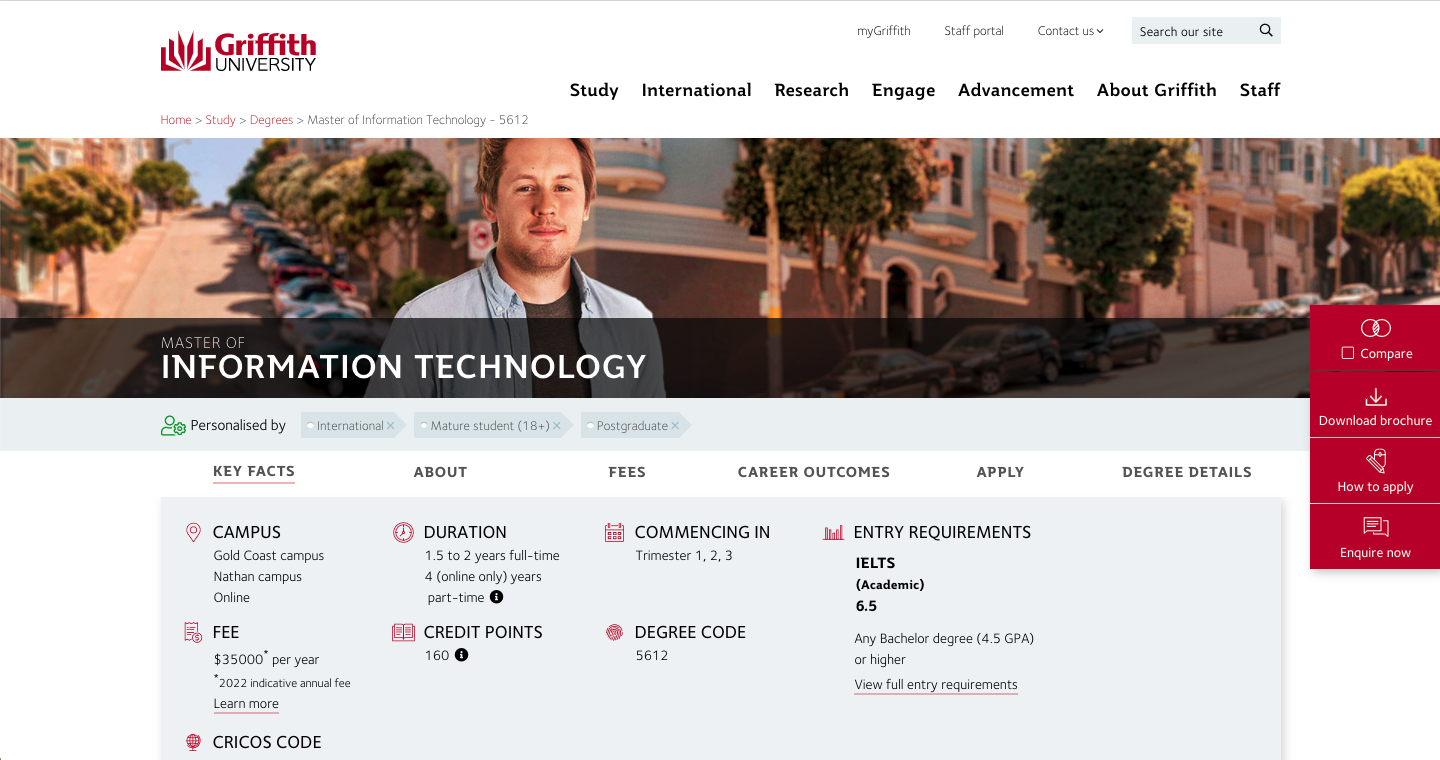 Griffith
UNIVERSITY
myGriffith
Staff portal
Contact us
Search our site
Study
International
Research
Engage
Advancement
About Griffith
Staff
Home > Study > Degrees > Master of Information Technology - 5612
MASTER OF
INFORMATION TECHNOLOGY
Compare
Download brochure
How to apply
Enquire now
Personalised by
International
Mature student (18+)
Postgraduate
KEY FACTS
ABOUT
FEES
CAREER OUTCOMES
APPLY
DEGREE DETAILS
CAMPUS
Gold Coast campus
Nathan campus
Online
DURATION
1.5 to 2 years full-time
4 (online only) years
part-time
COMMENCING IN
Trimester 1, 2, 3
ENTRY REQUIREMENTS
IELTS
(Academic)
6.5
Any Bachelor degree (4.5 GPA)
or higher
View full entry requirements
FEE
$35000* per year
*2022 indicative annual fee
Learn more
CREDIT POINTS
160
DEGREE CODE
5612
CRICOS CODE